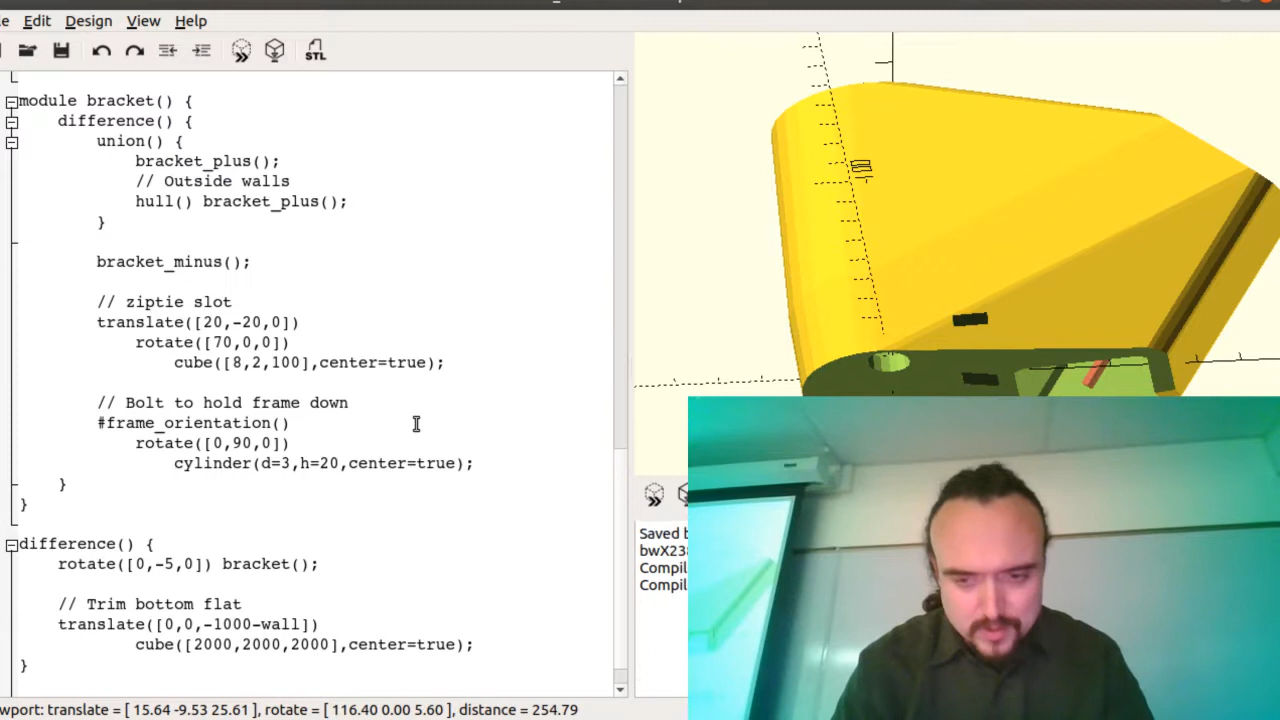 Edit Design View Help
STL
module bracket() {
difference() {
union() {
bracket_plus();
// Outside walls
hull() bracket_plus();
}
bracket_minus();
// ziptie slot
translate([20,-20,0])
rotate([70,0,0])
cube([8,2,100],center=true);
// Bolt to hold frame down
#frame_orientation()
rotate([0,90,0])
cylinder(d=3,h=20,center=true);
}
}
difference() {
rotate([0,-5,0]) bracket();
// Trim bottom flat
translate([0,0,-1000-wall])
cube([2000,2000,2000],center=true);
}
Saved b
bwX238
Compil
Compil
wport: translate = [ 15.64 -9.53 25.61 ], rotate = [ 116.40 0.00 5.60 ], distance = 254.79